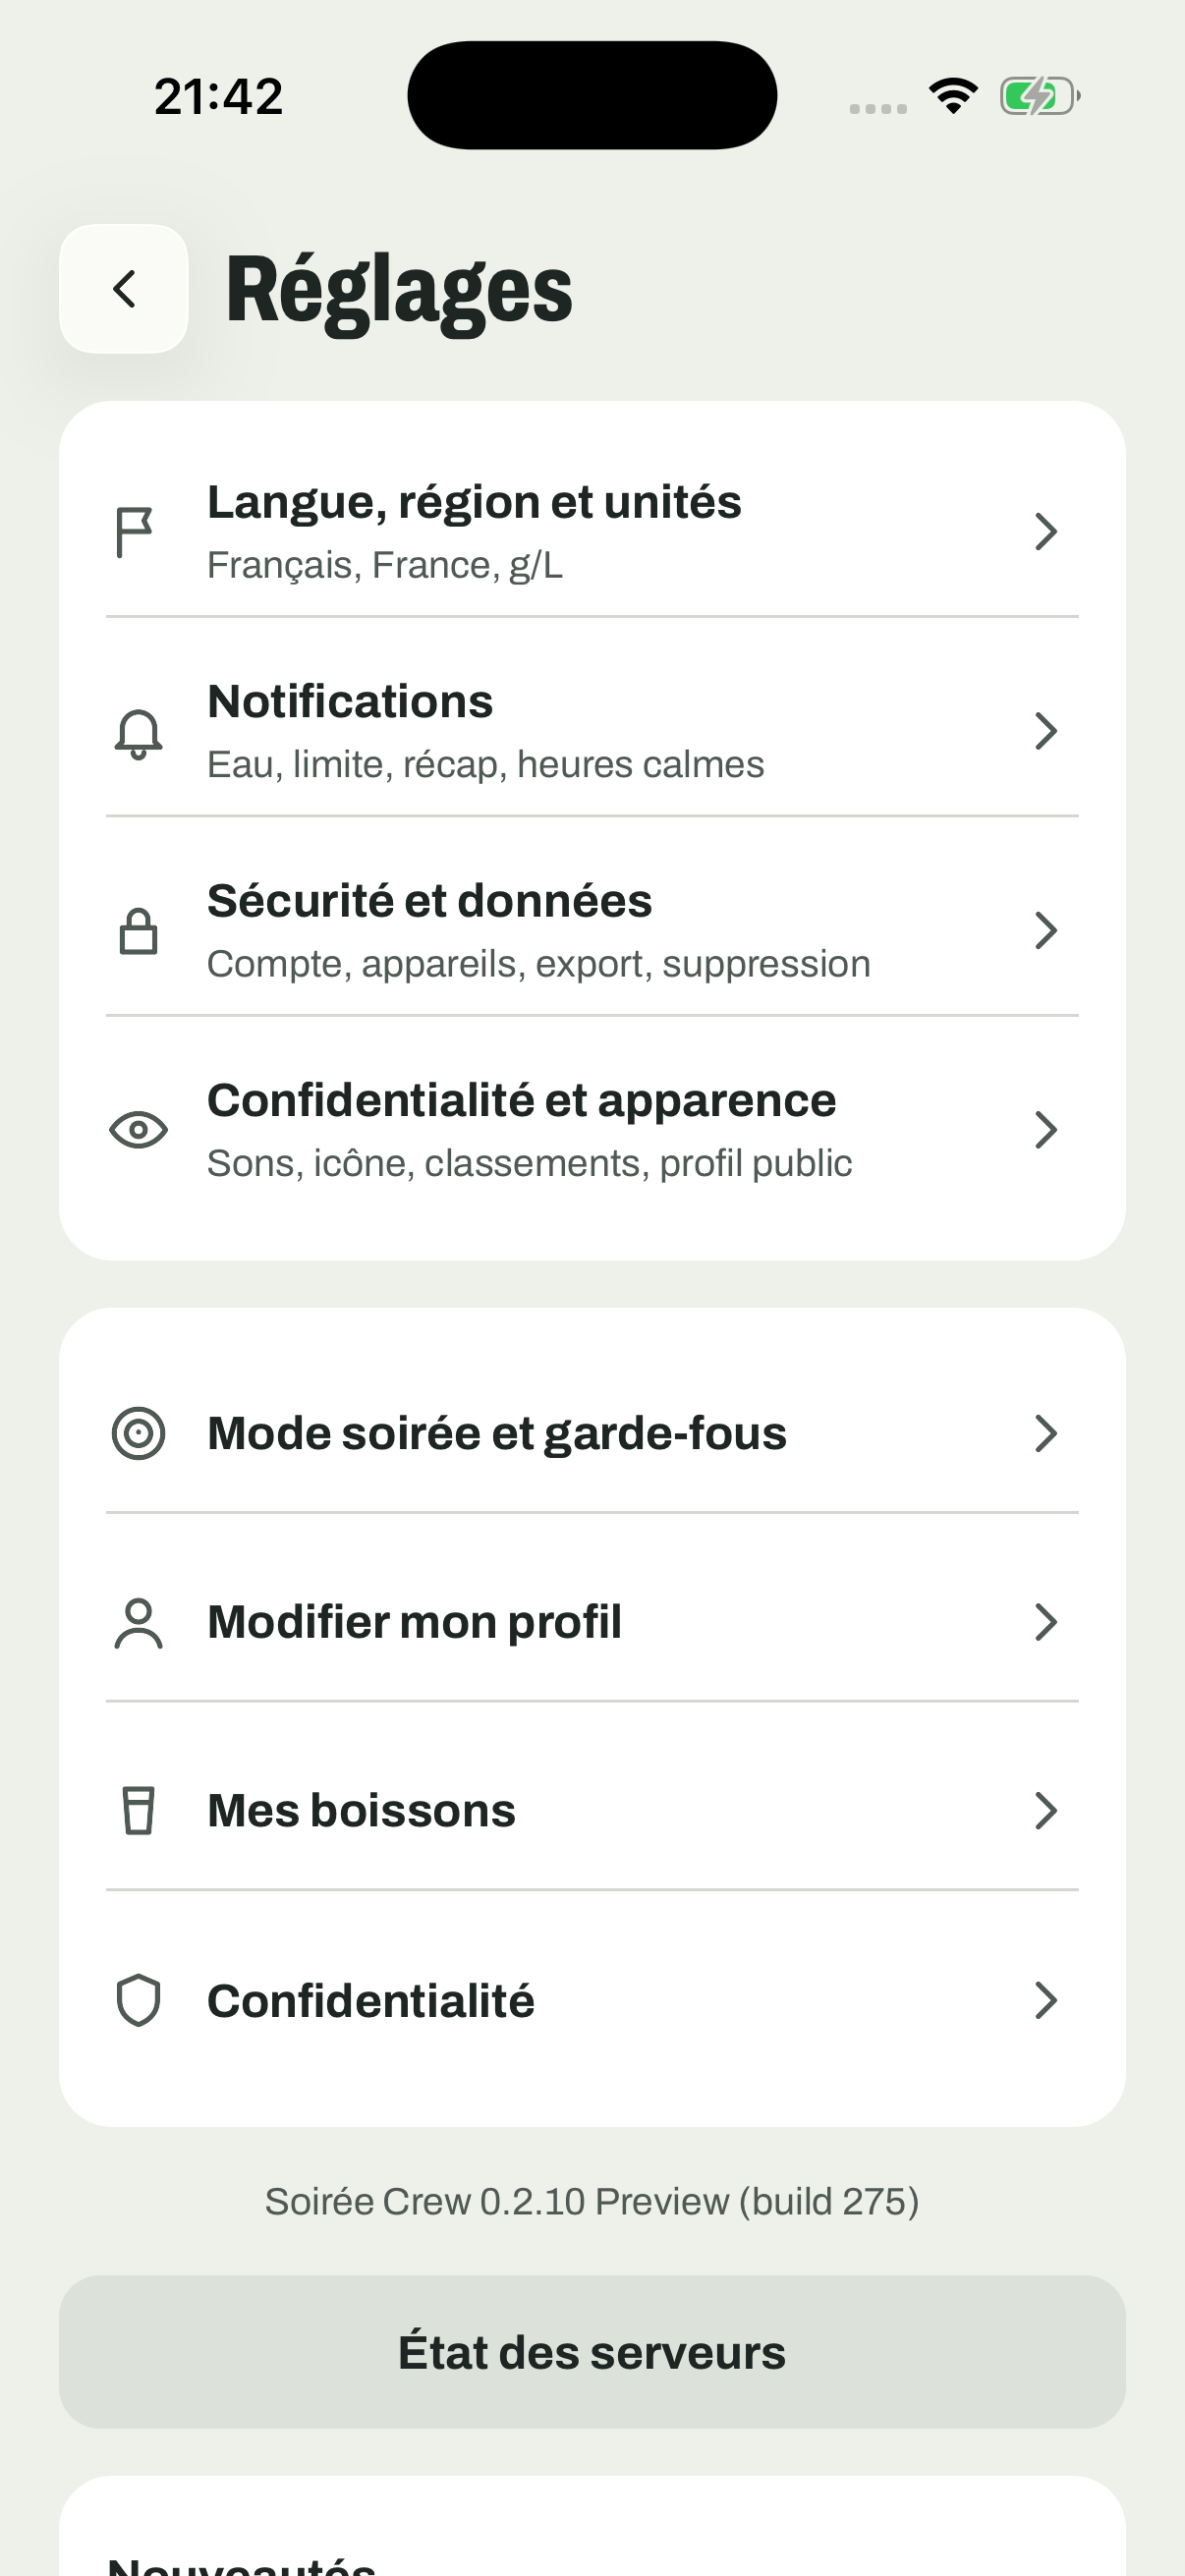 21:42
Réglages
Langue, région et unités
Français, France, g/L
Notifications
Eau, limite, récap, heures calmes
Sécurité et données
Compte, appareils, export, suppression
Confidentialité et apparence
Sons, icône, classements, profil public
Mode soirée et garde-fous
Modifier mon profil
Mes boissons
Confidentialité
Soirée Crew 0.2.10 Preview (build 275)
État des serveurs
Nouveautés